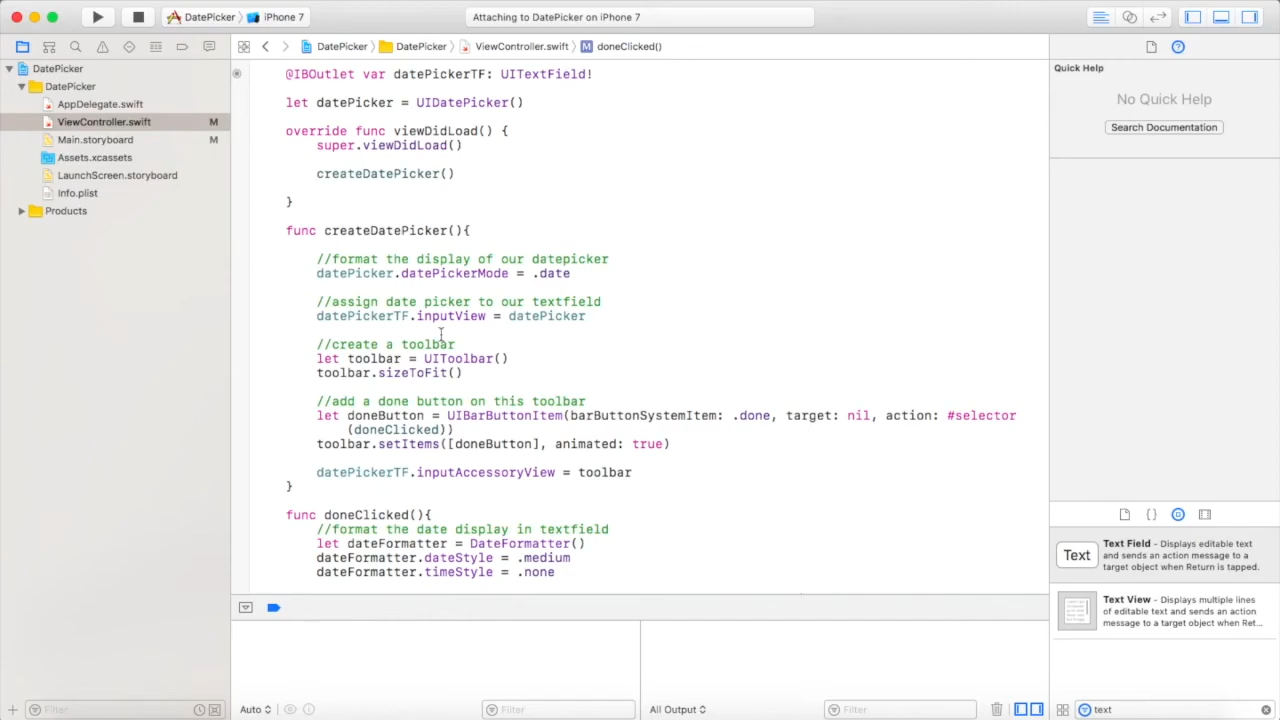 DatePicker
iPhone 7
Attaching to DatePicker on iPhone 7
DatePicker
DatePicker
ViewController.swift
M
doneClicked()
DatePicker
DatePicker
AppDelegate.swift
ViewController.swift
M
Main.storyboard
M
Assets.xcassets
LaunchScreen.storyboard
Info.plist
Products
@IBOutlet var datePickerTF: UITextField!
let datePicker = UIDatePicker()
override func viewDidLoad() {
super.viewDidLoad()
createDatePicker()
}
func createDatePicker(){
//format the display of our datepicker
datePicker.datePickerMode = .date
//assign date picker to our textfield
datePickerTF.inputView = datePicker
//create a toolbar
let toolbar = UIToolbar()
toolbar.sizeToFit()
//add a done button on this toolbar
let doneButton = UIBarButtonItem(barButtonSystemItem: .done, target: nil, action: #selector
(doneClicked))
toolbar.setItems([doneButton], animated: true)
datePickerTF.inputAccessoryView = toolbar
}
func doneClicked(){
//format the date display in textfield
let dateFormatter = DateFormatter()
dateFormatter.dateStyle = .medium
dateFormatter.timeStyle = .none
Quick Help
No Quick Help
Search Documentation
{ }
Text
Text Field - Displays editable text
and sends an action message to a
target object when Return is tapped.
Text View - Displays multiple lines
of editable text and sends an action
message to a target object when Ret...
Filter
Auto
Filter
All Output
Filter
text